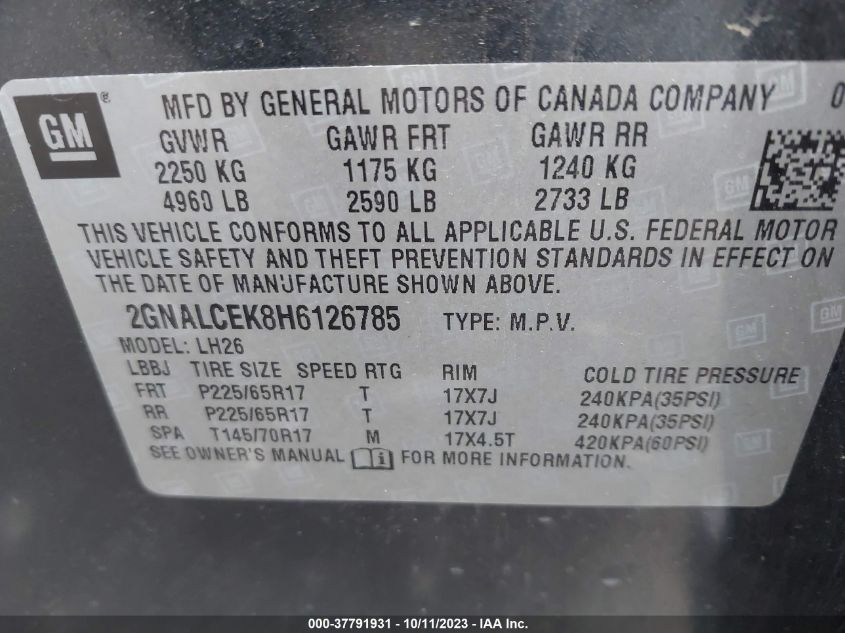 GM ®
MFD BY GENERAL MOTORS OF CANADA COMPANY 0
GVWR GAWR FRT GAWR RR
2250 KG 1175 KG 1240 KG
4960 LB 2590 LB 2733 LB
THIS VEHICLE CONFORMS TO ALL APPLICABLE U.S. FEDERAL MOTOR
VEHICLE SAFETY AND THEFT PREVENTION STANDARDS IN EFFECT ON
THE DATE OF MANUFACTURE SHOWN ABOVE.
2GNALCEK8H6126785 TYPE: M.P.V.
MODEL: LH26
LBBJ TIRE SIZE SPEED RTG RIM COLD TIRE PRESSURE
FRT P225/65R17 T 17X7J 240KPA(35PSI)
RR P225/65R17 T 17X7J 240KPA(35PSI)
SPA T145/70R17 M 17X4.5T 420KPA(60PSI)
SEE OWNER'S MANUAL FOR MORE INFORMATION.
000-37791931 - 10/11/2023 - IAA Inc.